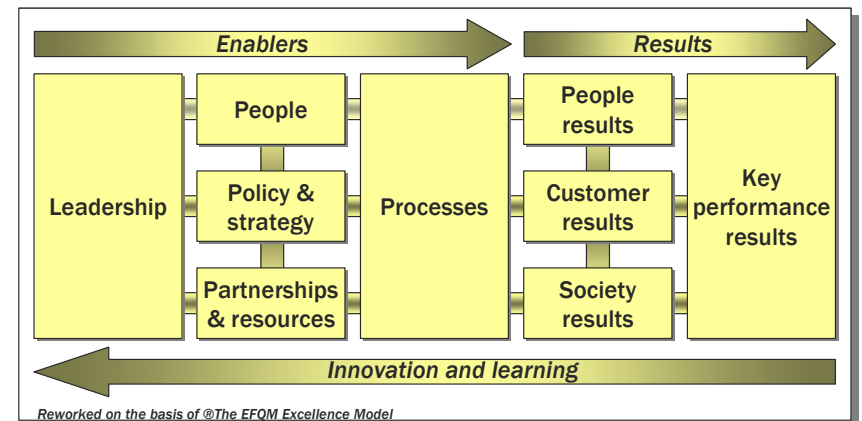 Enablers
Results
Leadership
People
Policy &
strategy
Partnerships
& resources
Processes
People
results
Customer
results
Society
results
Key
performance
results
Innovation and learning
Reworked on the basis of ®The EFQM Excellence Model